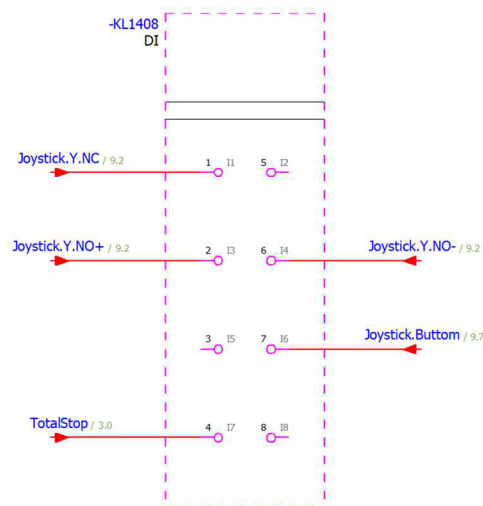 -KL1408
DI
Joystick.Y.NC / 9.2
1 I1 5 I2
Joystick.Y.NO+ / 9.2
2 I3 6 I4
Joystick.Y.NO- / 9.2
3 I5 7 I6
Joystick.Buttom / 9.7
TotalStop / 3.0
4 I7 8 I8